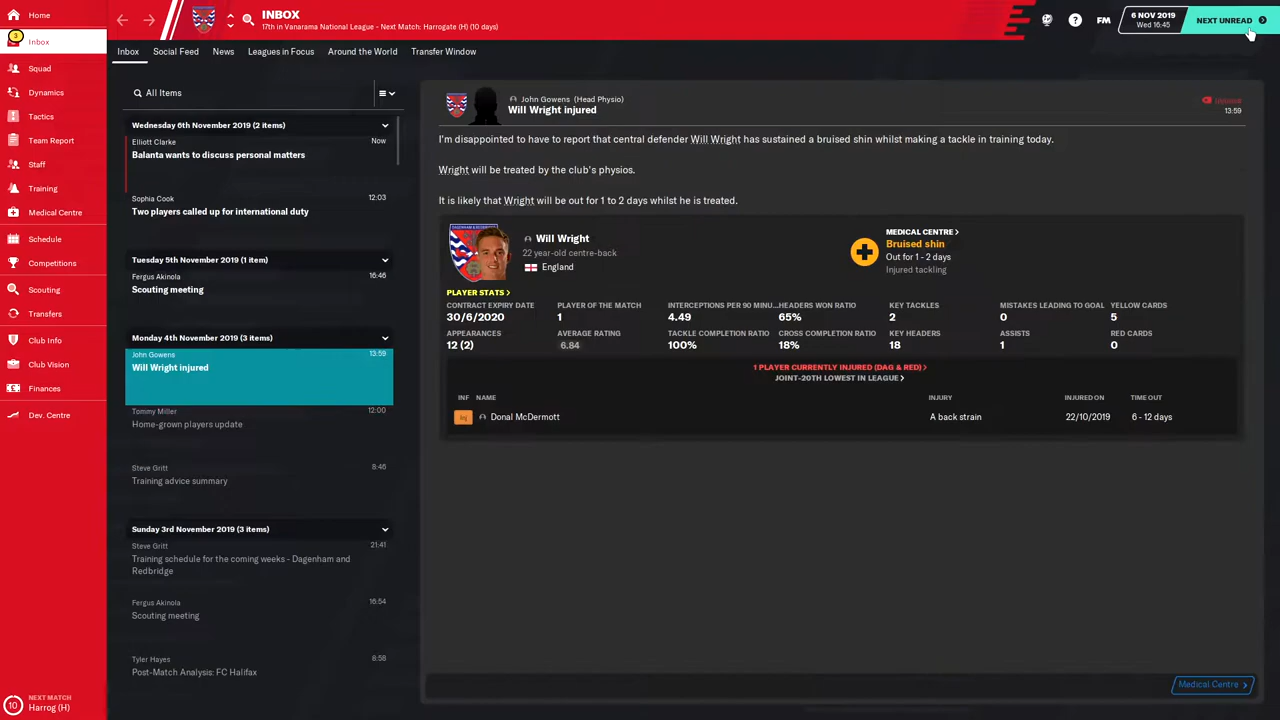 Home
3
Inbox
Squad
Dynamics
Tactics
Team Report
Staff
Training
Medical Centre
Schedule
Competitions
Scouting
Transfers
Club Info
Club Vision
Finances
Dev. Centre
10
NEXT MATCH
Harrog (H)
INBOX
17th in Vanarama National League - Next Match: Harrogate (H) (10 days)
?
FM
6 NOV 2019
Wed 16:45
NEXT UNREAD
Inbox Social Feed News Leagues in Focus Around the World Transfer Window
All Items
Wednesday 6th November 2019 (2 items)
Elliott Clarke Now
Balanta wants to discuss personal matters
Sophia Cook 12:03
Two players called up for international duty
Tuesday 5th November 2019 (1 item)
Fergus Akinola 16:46
Scouting meeting
Monday 4th November 2019 (3 items)
John Gowens 13:59
Will Wright injured
Tommy Miller 12:00
Home-grown players update
Steve Gritt 8:46
Training advice summary
Sunday 3rd November 2019 (3 items)
Steve Gritt 21:41
Training schedule for the coming weeks - Dagenham and
Redbridge
Fergus Akinola 16:54
Scouting meeting
Tyler Hayes 8:58
Post-Match Analysis: FC Halifax
John Gowens (Head Physio)
Will Wright injured
13:59
I'm disappointed to have to report that central defender Will Wright has sustained a bruised shin whilst making a tackle in training today.
Wright will be treated by the club's physios.
It is likely that Wright will be out for 1 to 2 days whilst he is treated.
Will Wright
22 year-old centre-back
England
MEDICAL CENTRE >
Bruised shin
Out for 1 - 2 days
Injured tackling
PLAYER STATS >
CONTRACT EXPIRY DATE PLAYER OF THE MATCH INTERCEPTIONS PER 90 MINU... HEADERS WON RATIO KEY TACKLES MISTAKES LEADING TO GOAL YELLOW CARDS
30/6/2020 1 4.49 65% 2 0 5
APPEARANCES AVERAGE RATING TACKLE COMPLETION RATIO CROSS COMPLETION RATIO KEY HEADERS ASSISTS RED CARDS
12 (2) 6.84 100% 18% 18 1 0
1 PLAYER CURRENTLY INJURED (DAG & RED) >
JOINT-20TH LOWEST IN LEAGUE >
INF NAME INJURY INJURED ON TIME OUT
Inj Donal McDermott A back strain 22/10/2019 6 - 12 days
Medical Centre >